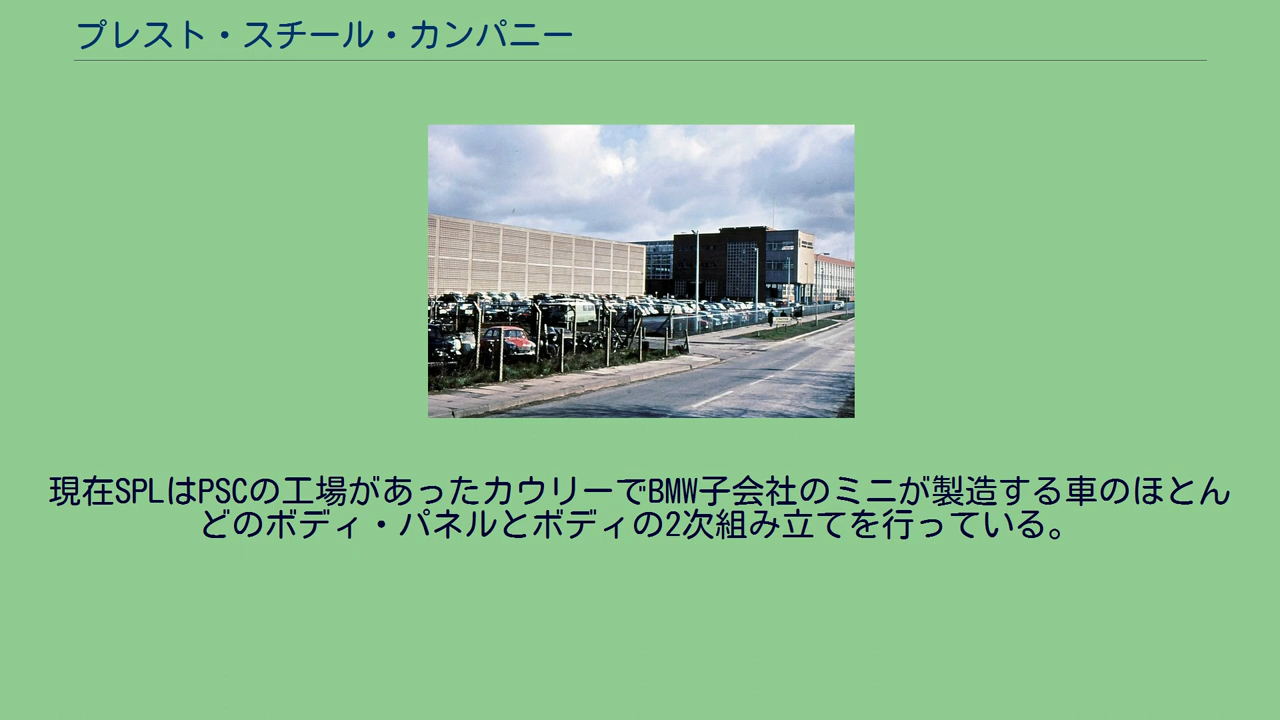 プレスト・スチール・カンパニー
現在SPLはPSCの工場があったカウリーでBMW子会社のミニが製造する車のほとん
どのボディ・パネルとボディの2次組み立てを行っている。